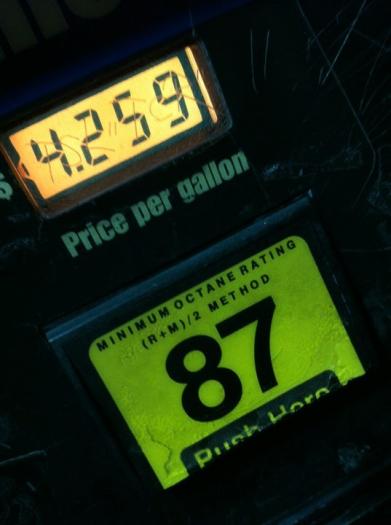 4.259
$
Price per gallon
MINIMUM OCTANE RATING
(R+M)/2 METHOD
87
Push Here